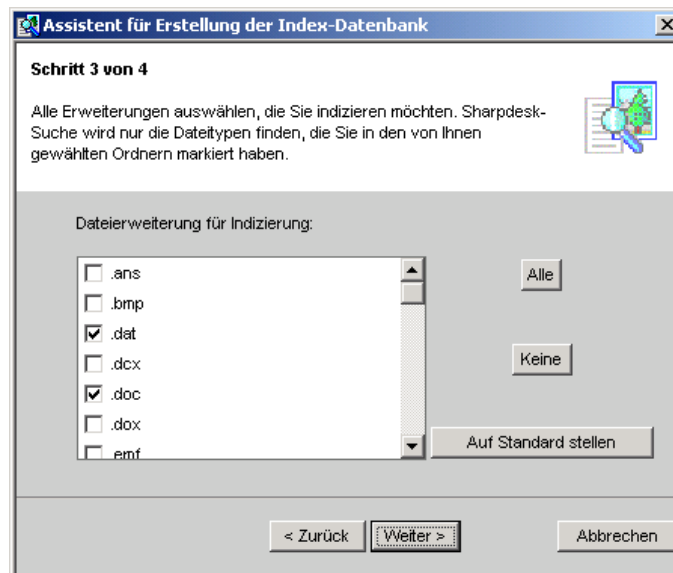 Assistent für Erstellung der Index-Datenbank
Schritt 3 von 4
Alle Erweiterungen auswählen, die Sie indizieren möchten. Sharpdesk-
Suche wird nur die Dateitypen finden, die Sie in den von Ihnen
gewählten Ordnern markiert haben.
Dateierweiterung für Indizierung:
.ans
.bmp
.dat
.dcx
.doc
.dox
.emf
Alle
Keine
Auf Standard stellen
< Zurück
Weiter >
Abbrechen